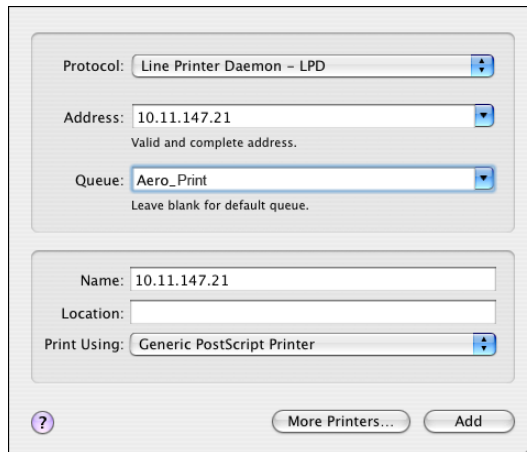 Protocol: Line Printer Daemon – LPD
Address: 10.11.147.21
Valid and complete address.
Queue: Aero_Print
Leave blank for default queue.
Name: 10.11.147.21
Location:
Print Using: Generic PostScript Printer
? More Printers... Add